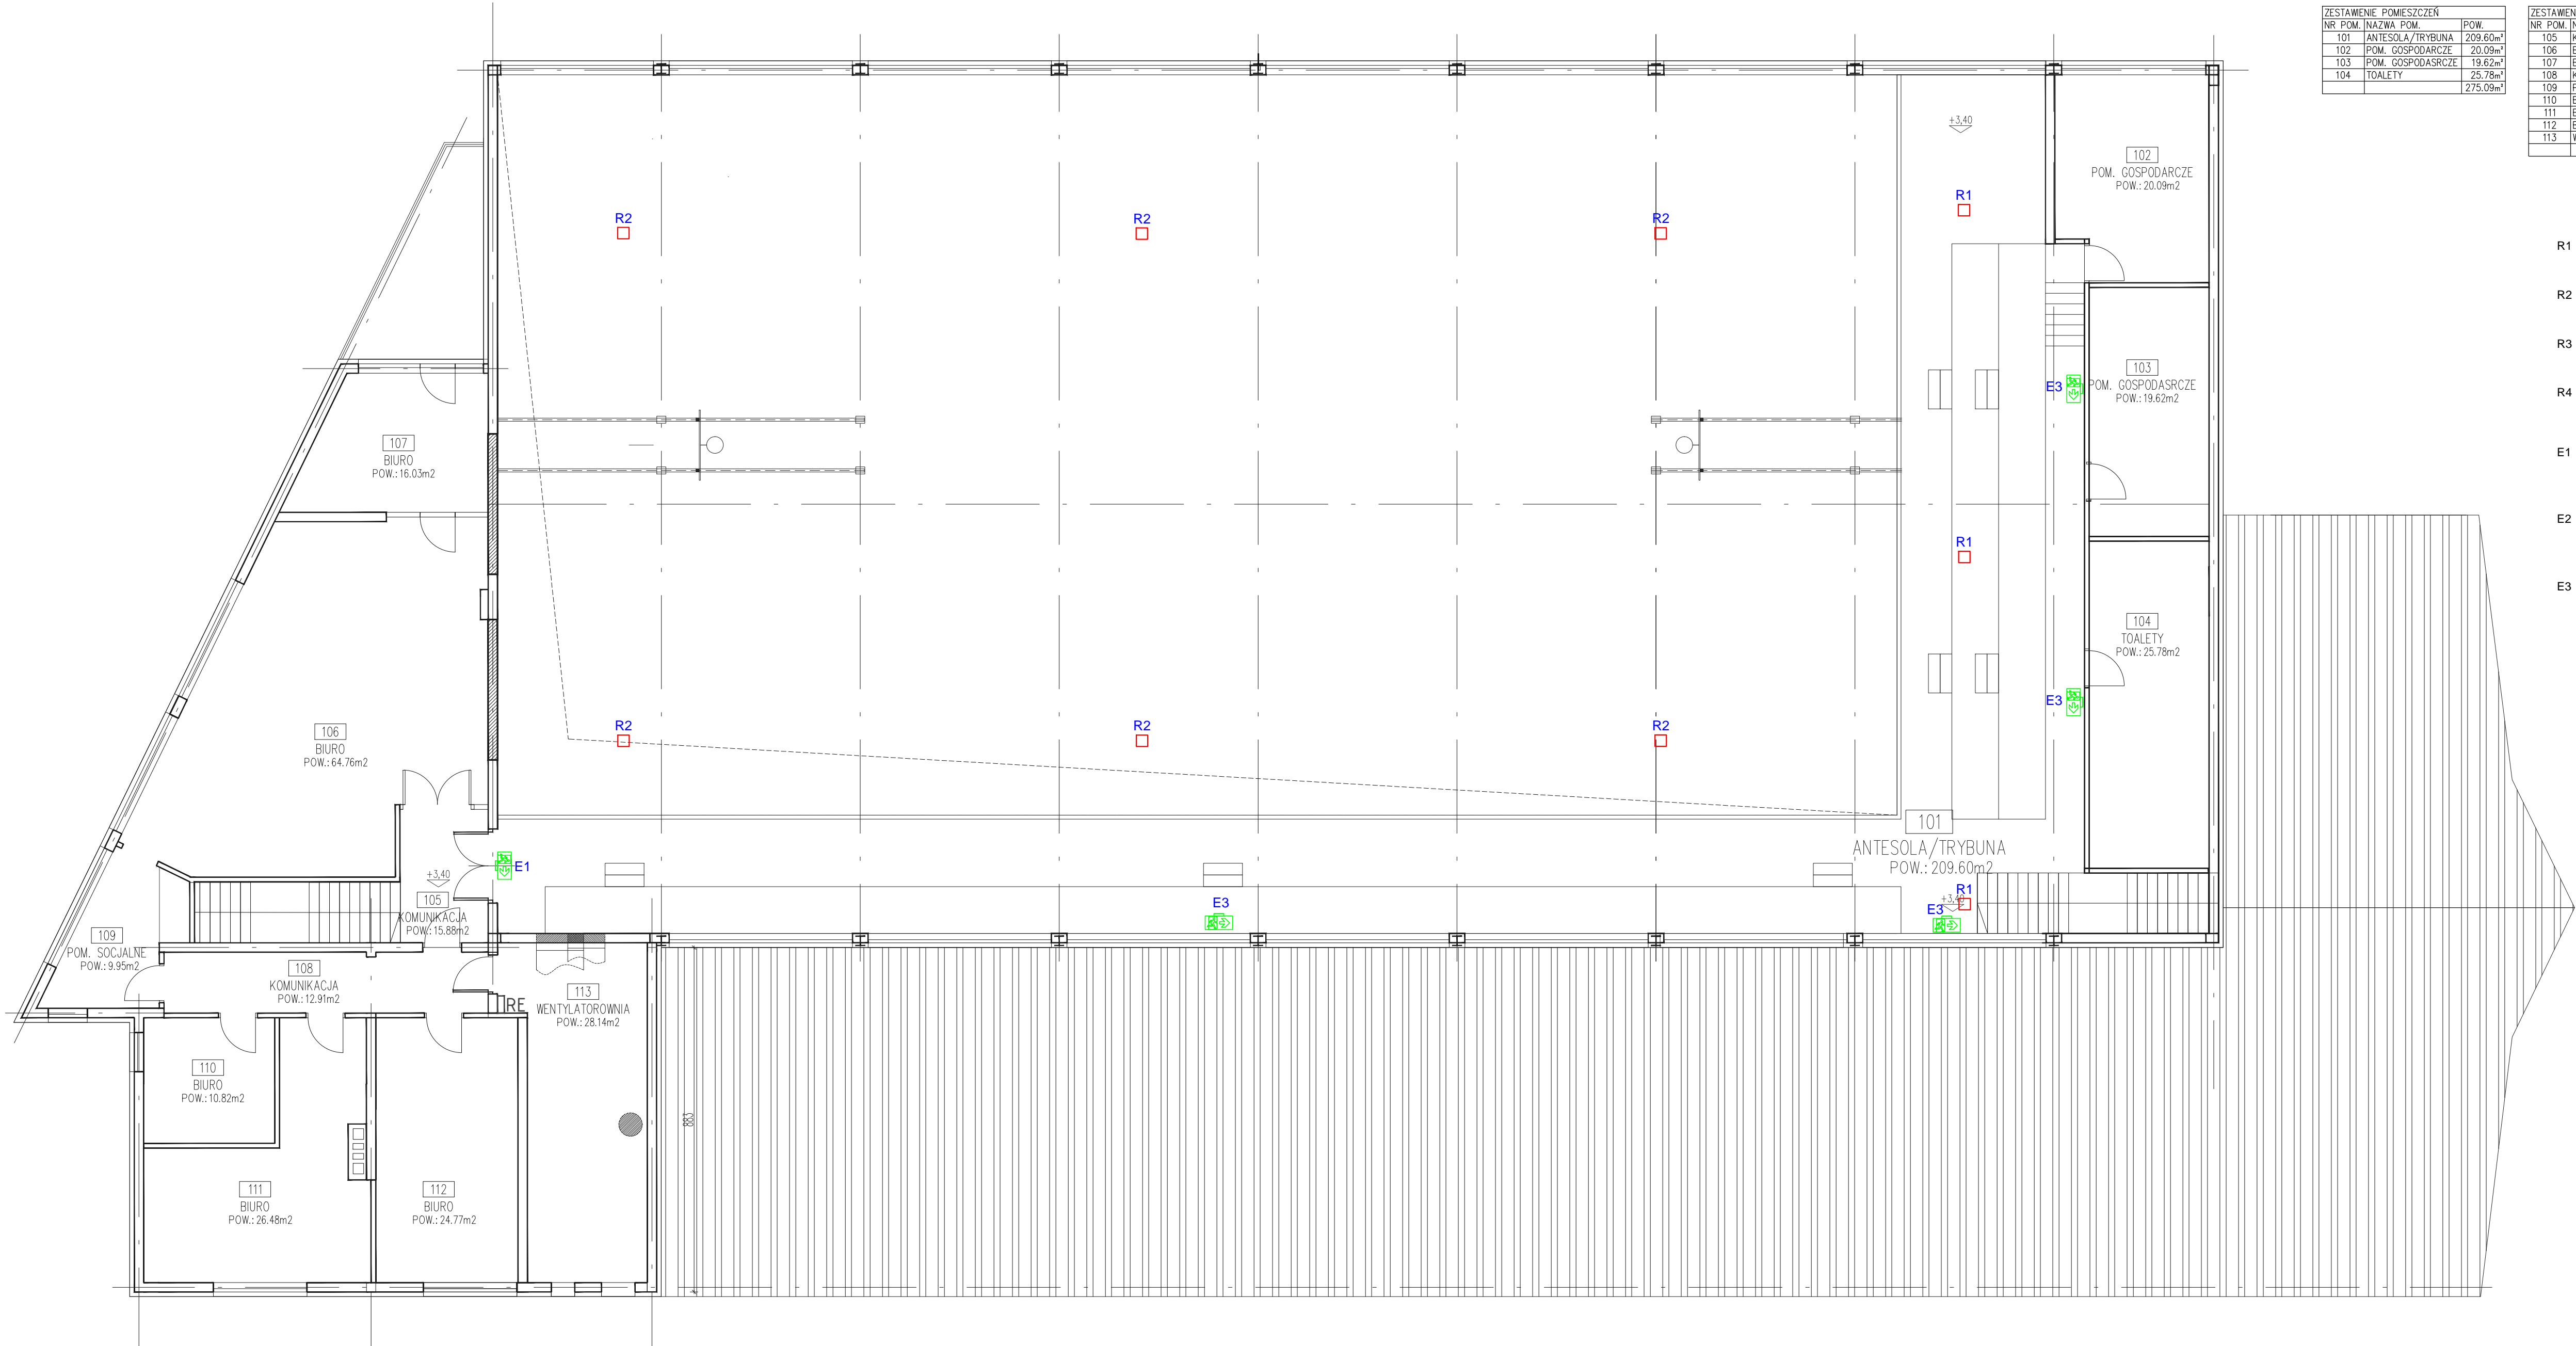 ZESTAWIENIE POMIESZCZEŃ
NR POM. NAZWA POM. POW.
101 ANTESOLA/TRYBUNA 209.60m²
102 POM. GOSPODARCZE 20.09m²
103 POM. GOSPODASRCZE 19.62m²
104 TOALETY 25.78m²
275.09m²
ZESTAWIEN
NR POM.
105
106
107
108
109
110
111
112
113
R1
R2
R3
R4
E1
E2
E3
+3,40
102
POM. GOSPODARCZE
POW.: 20.09m2
R2
R2
R2
R1
103
POM. GOSPODASRCZE
POW.: 19.62m2
E3
107
BIURO
POW.: 16.03m2
R1
104
TOALETY
POW.: 25.78m2
E3
R2
R2
R2
106
BIURO
POW.: 64.76m2
101
ANTESOLA/TRYBUNA
POW.: 209.60m2
E1
+3,40
105
KOMUNIKACJA
POW.: 15.88m2
E3
R1
+3,40
E3
109
POM. SOCJALNE
POW.: 9.95m2
108
KOMUNIKACJA
POW.: 12.91m2
RE
113
WENTYLATOROWNIA
POW.: 28.14m2
110
BIURO
POW.: 10.82m2
883
111
BIURO
POW.: 26.48m2
112
BIURO
POW.: 24.77m2